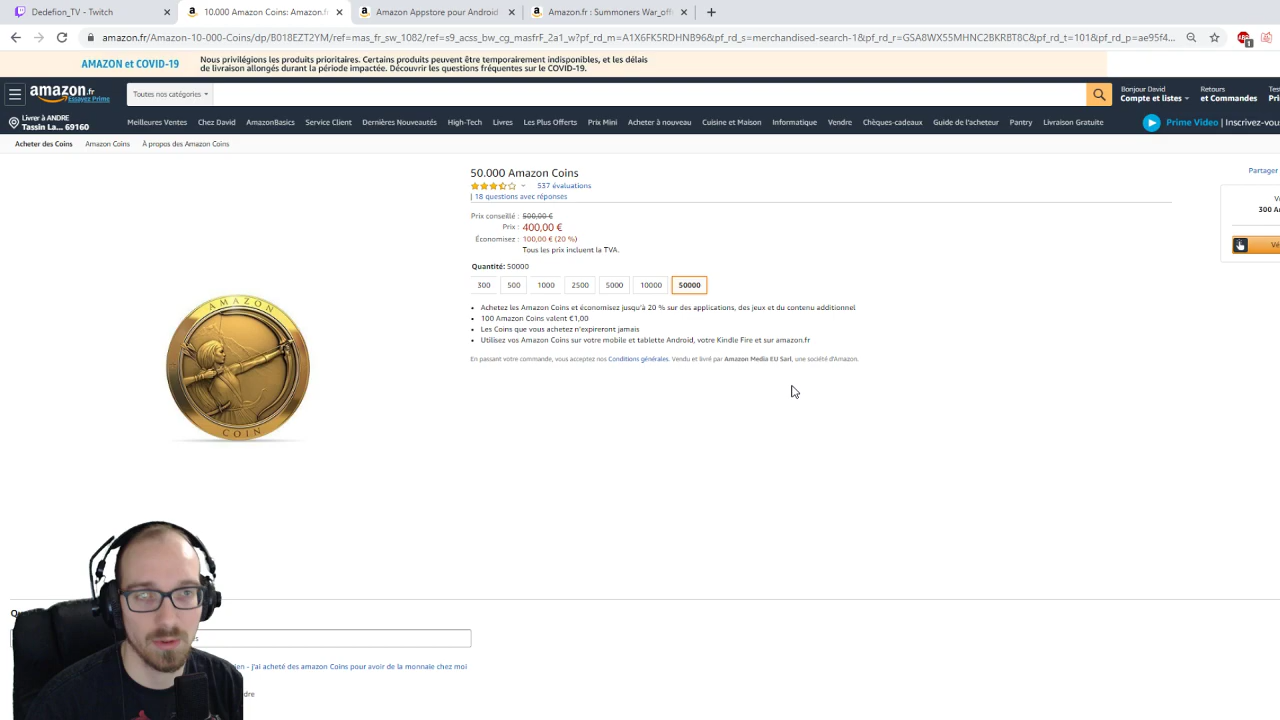 Dedefion_TV - Twitch
10.000 Amazon Coins: Amazon.f
Amazon Appstore pour Android
Amazon.fr : Summoners War_off
amazon.fr/Amazon-10-000-Coins/dp/B018EZT2YM/ref=mas_fr_sw_1082/ref=s9_acss_bw_cg_masfrF_2a1_w?pf_rd_m=A1X6FK5RDHNB96&pf_rd_s=merchandised-search-1&pf_rd_r=GSA8WX55MHNC2BKRBT8C&pf_rd_t=101&pf_rd_p=ae95f4...
AMAZON et COVID-19
Nous privilégions les produits prioritaires. Certains produits peuvent être temporairement indisponibles, et les délais
de livraison allongés durant la période impactée. Découvrir les questions fréquentes sur le COVID-19.
amazon.fr
Essayez Prime
Toutes nos catégories
Bonjour David
Compte et listes
Retours
et Commandes
Livrer à ANDRE
Tassin La... 69160
Meilleures Ventes
Chez David
AmazonBasics
Service Client
Dernières Nouveautés
High-Tech
Livres
Les Plus Offerts
Prix Mini
Acheter à nouveau
Cuisine et Maison
Informatique
Vendre
Chèques-cadeaux
Guide de l'acheteur
Pantry
Livraison Gratuite
Prime Video | Inscrivez-vou
Acheter des Coins
Amazon Coins
À propos des Amazon Coins
Partager
50.000 Amazon Coins
537 évaluations
| 18 questions avec réponses
Prix conseillé : 500,00 €
Prix : 400,00 €
Économisez : 100,00 € (20 %)
Tous les prix incluent la TVA.
300 A
Quantité: 50000
300
500
1000
2500
5000
10000
50000
Achetez les Amazon Coins et économisez jusqu'à 20 % sur des applications, des jeux et du contenu additionnel
100 Amazon Coins valent €1,00
Les Coins que vous achetez n'expireront jamais
Utilisez vos Amazon Coins sur votre mobile et tablette Android, votre Kindle Fire et sur amazon.fr
En passant votre commande, vous acceptez nos Conditions générales. Vendu et livré par Amazon Media EU Sarl, une société d'Amazon.
AMAZON
COIN
- j'ai acheté des amazon Coins pour avoir de la monnaie chez moi